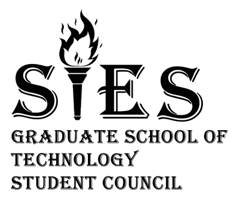 SIES
GRADUATE SCHOOL OF
TECHNOLOGY
STUDENT COUNCIL